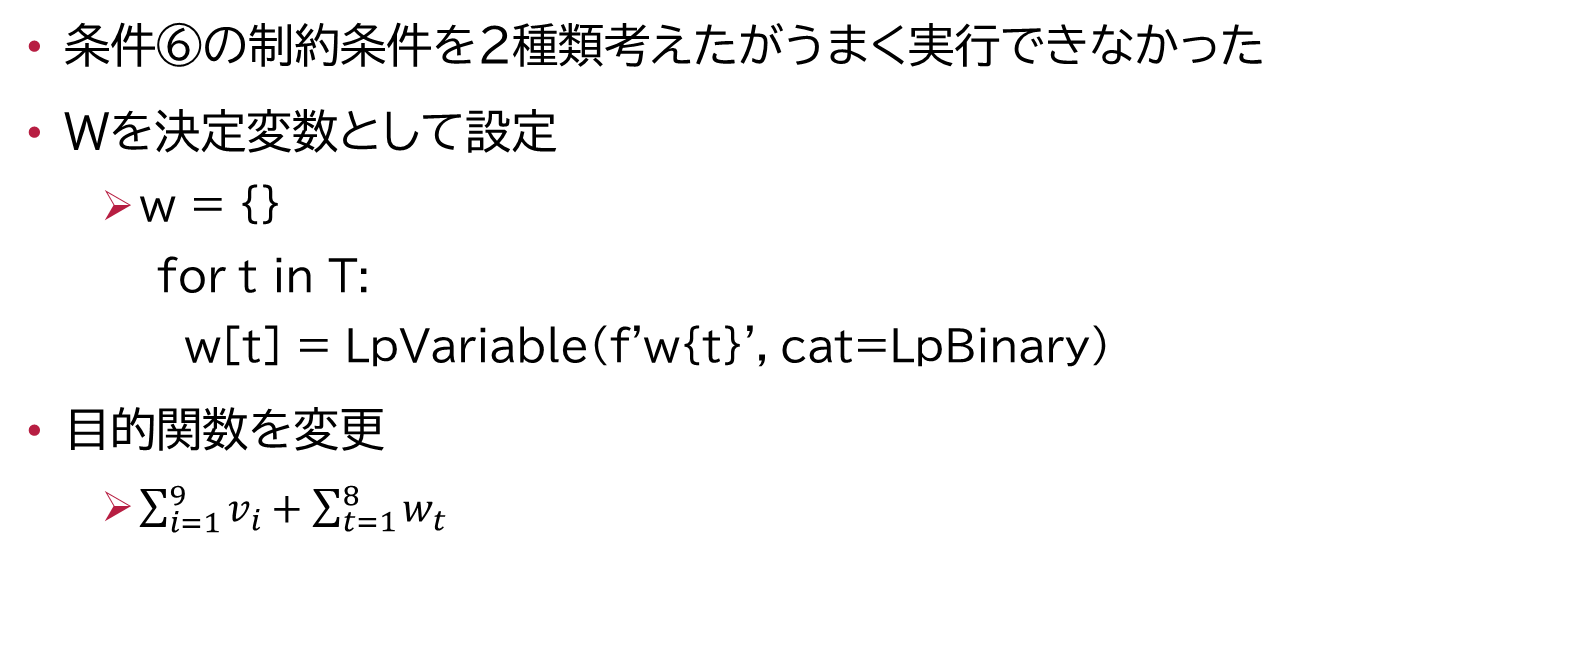 • 条件⑥の制約条件を2種類考えたがうまく実行できなかった
• Wを決定変数として設定
➢w = {}
for t in T:
w[t] = LpVariable(f’w{t}’, cat=LpBinary)
• 目的関数を変更
➢∑_{i=1}^{9} v_i + ∑_{t=1}^{8} w_t